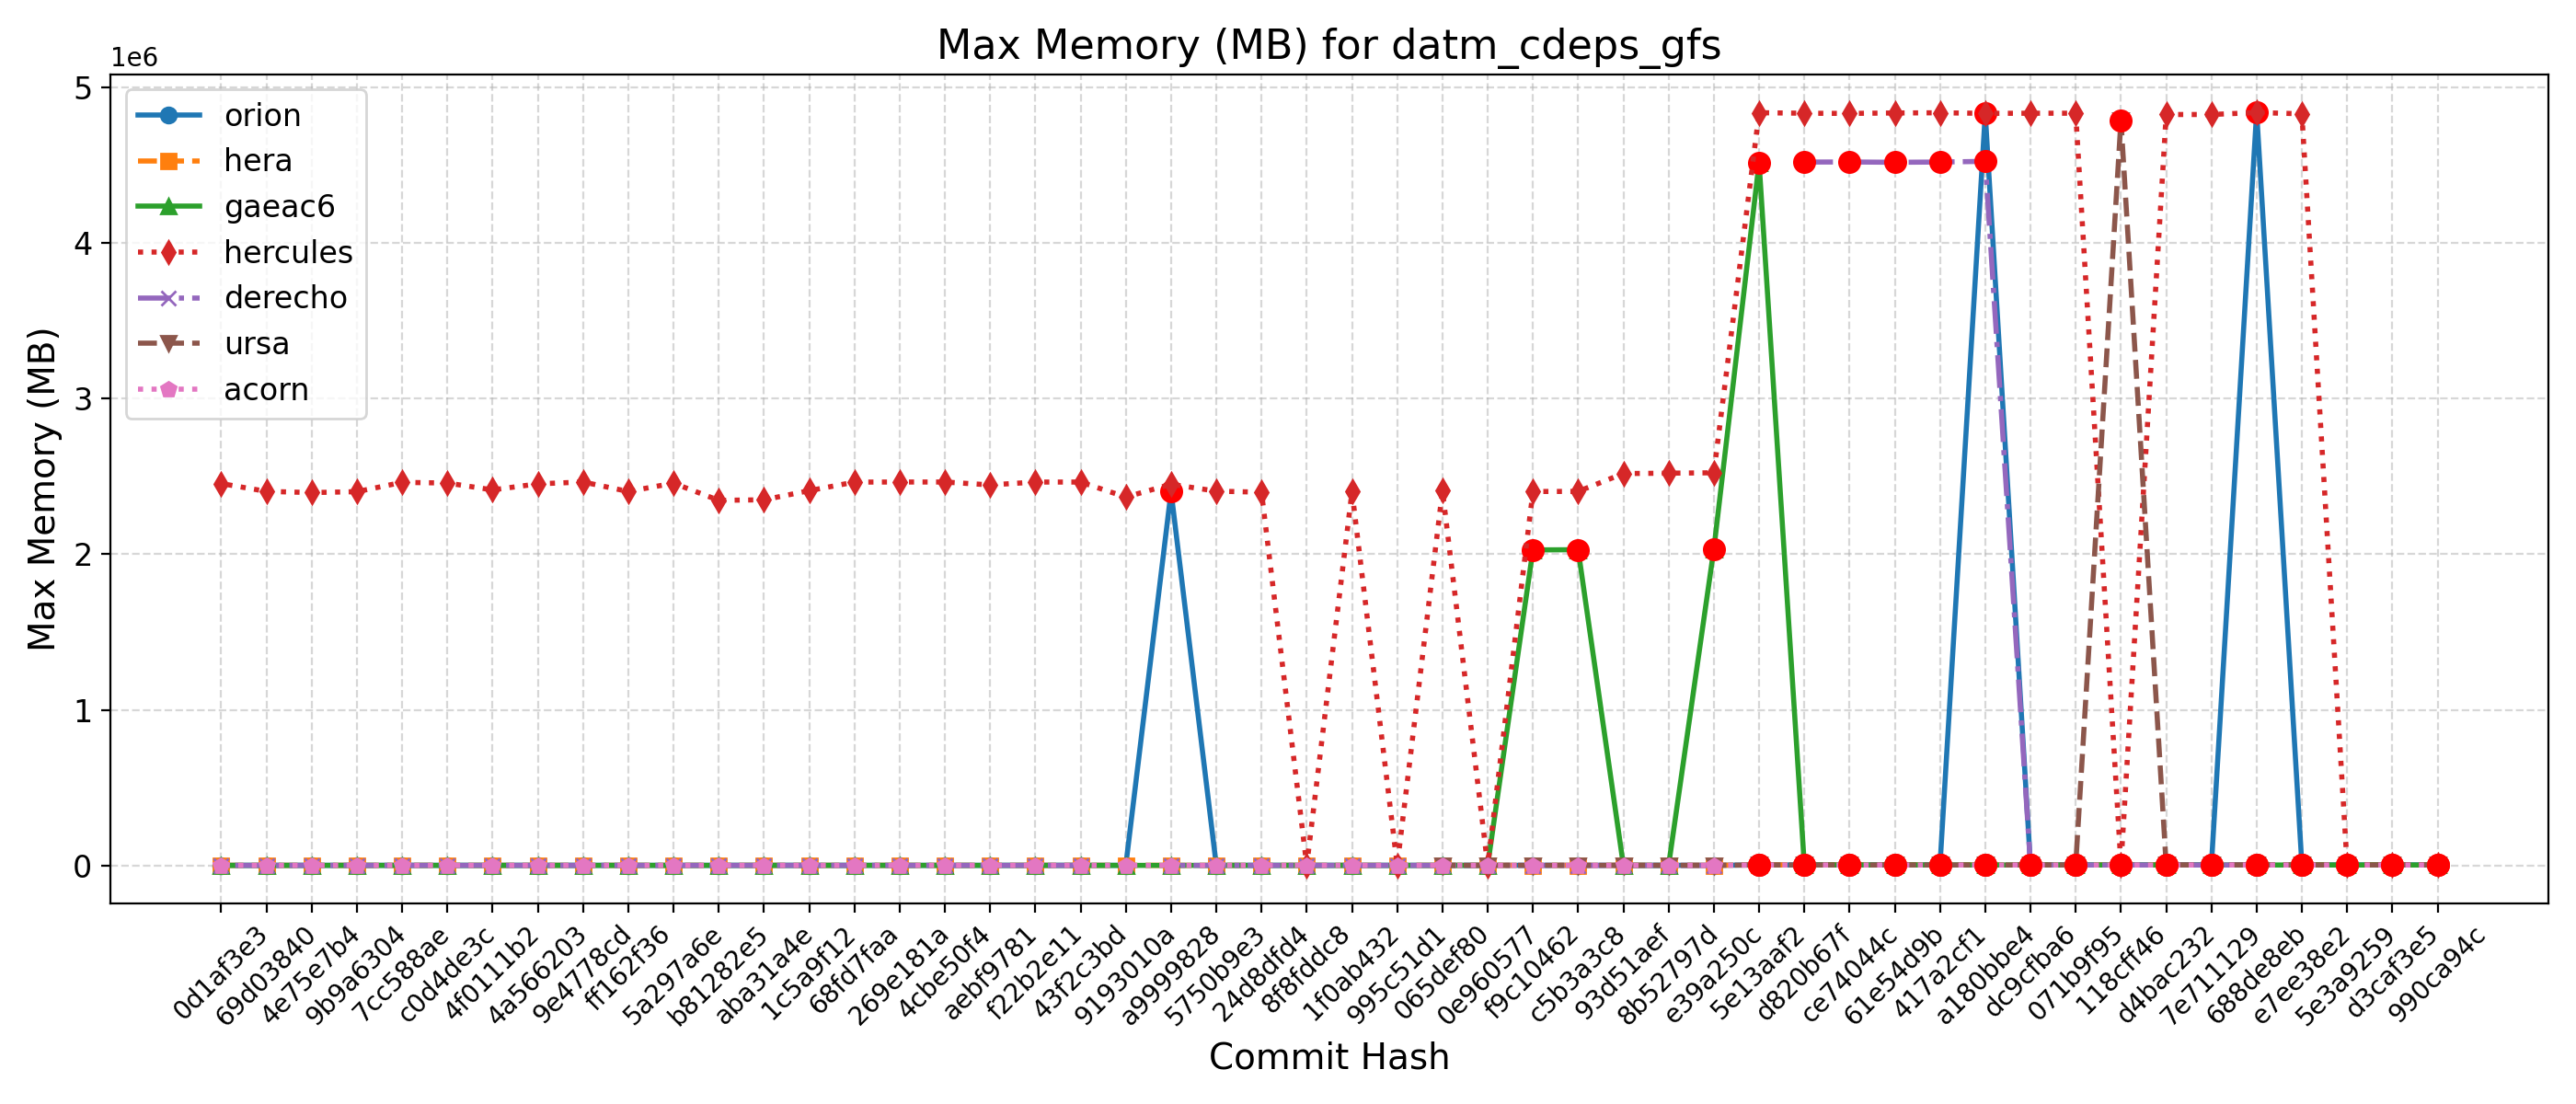 Max Memory (MB) for datm_cdeps_gfs
1e6
5
4
3
2
1
0
Max Memory (MB)
orion
hera
gaeac6
hercules
derecho
ursa
acorn
0d1af3e3
69d03840
4e75e7b4
9b9a6304
7cc588ae
c0d4de3c
4f0111b2
4a566203
9e4778cd
ff162f36
5a297a6e
b81282e5
aba31a4e
1c5a9f12
68fd7faa
269e181a
4cbe50f4
aebf9781
f22b2e11
43f2c3bd
9193010a
a9999828
5750b9e3
24d8dfd4
8f8fddc8
1f0ab432
995c51d1
065def80
0e960577
f9c10462
c5b3a3c8
93d51aef
8b52797d
e39a250c
5e13aaf2
d820b67f
ce74044c
61e54d9b
417a2cf1
a180bbe4
dc9cfba6
071b9f95
118cff46
d4bac232
7e711129
688de8eb
e7ee38e2
5e3a9259
d3caf3e5
990ca94c
Commit Hash